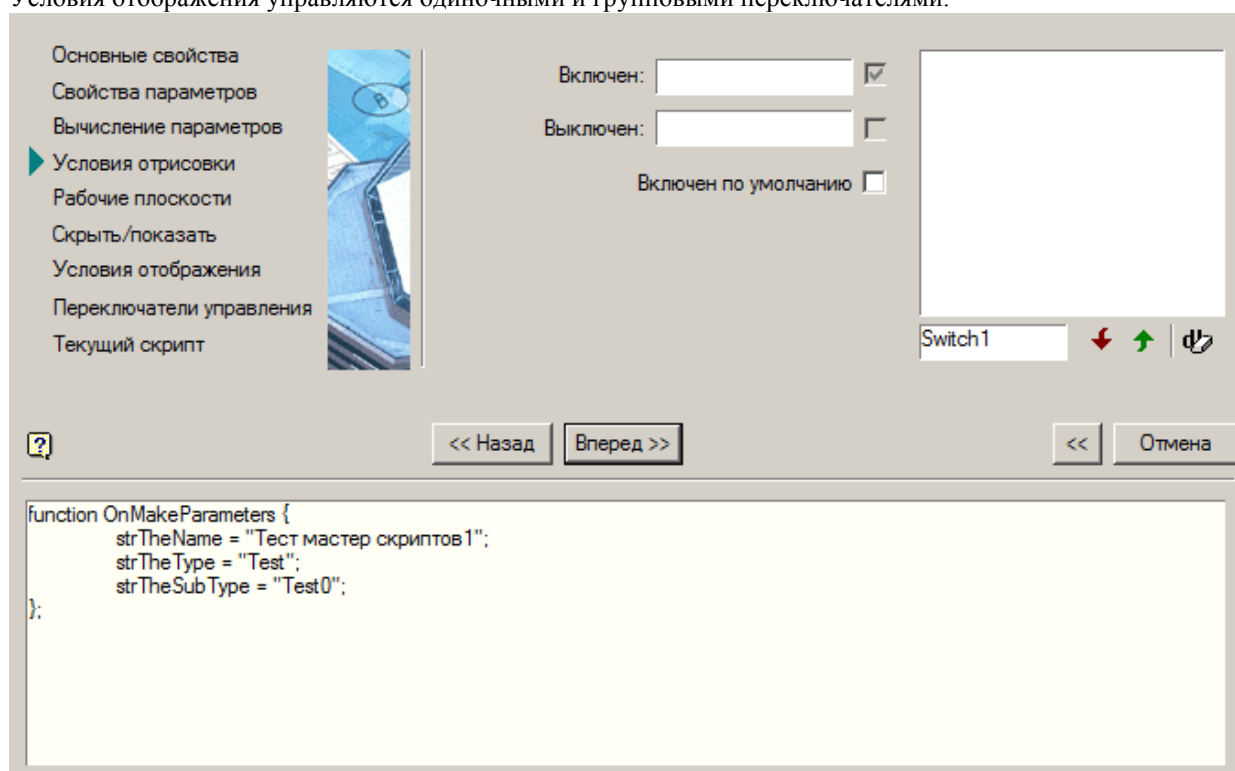 Условия отображения управляются одиночными и групповыми переключателями.
Основные свойства
Свойства параметров
Вычисление параметров
Условия отрисовки
Рабочие плоскости
Скрыть/показать
Условия отображения
Переключатели управления
Текущий скрипт
B
Включен:
Выключен:
Включен по умолчанию
Switch1
<< Назад
Вперед >>
<<
Отмена
function OnMakeParameters {
strTheName = "Тест мастер скриптов1";
strTheType = "Test";
strTheSubType = "Test0";
};